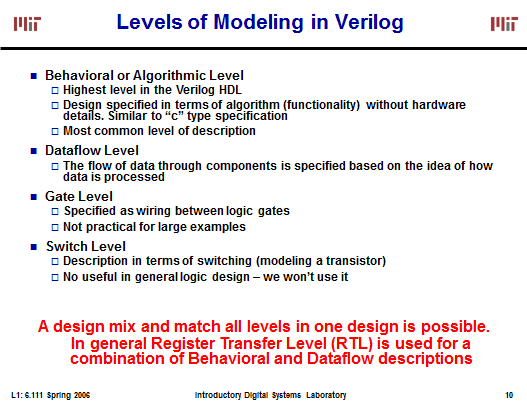 MIT
Levels of Modeling in Verilog
MIT
Behavioral or Algorithmic Level
Highest level in the Verilog HDL
Design specified in terms of algorithm (functionality) without hardware
details. Similar to “c” type specification
Most common level of description
Dataflow Level
The flow of data through components is specified based on the idea of how
data is processed
Gate Level
Specified as wiring between logic gates
Not practical for large examples
Switch Level
Description in terms of switching (modeling a transistor)
No useful in general logic design – we won’t use it
A design mix and match all levels in one design is possible.
In general Register Transfer Level (RTL) is used for a
combination of Behavioral and Dataflow descriptions
L1: 6.111 Spring 2006
Introductory Digital Systems Laboratory
10